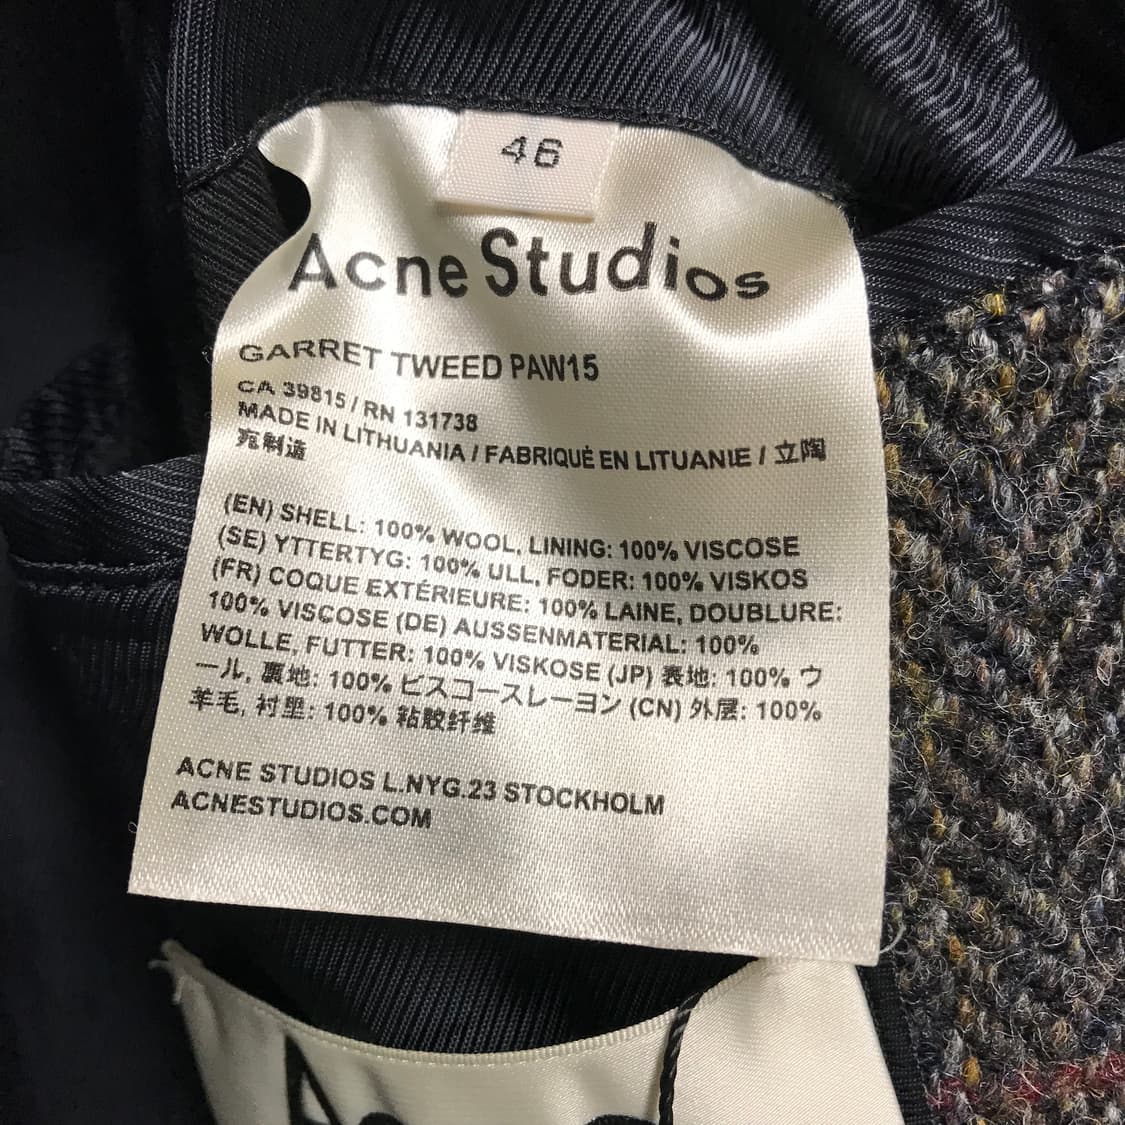 46
Acne Studios
GARRET TWEED PAW15
CA 39815 / RN 131738
MADE IN LITHUANIA / FABRIQUÉ EN LITUANIE / 立陶
宛制造
(EN) SHELL: 100% WOOL, LINING: 100% VISCOSE
(SE) YTTERTYG: 100% ULL, FODER: 100% VISKOS
(FR) COQUE EXTÉRIEURE: 100% LAINE, DOUBLURE:
100% VISCOSE (DE) AUSSENMATERIAL: 100%
WOLLE, FUTTER: 100% VISKOSE (JP) 表地: 100% ウ
ール, 裏地: 100% ビスコースレーヨン (CN) 外层: 100%
羊毛, 衬里: 100% 粘胶纤维
ACNE STUDIOS L.NYG.23 STOCKHOLM
ACNESTUDIOS.COM